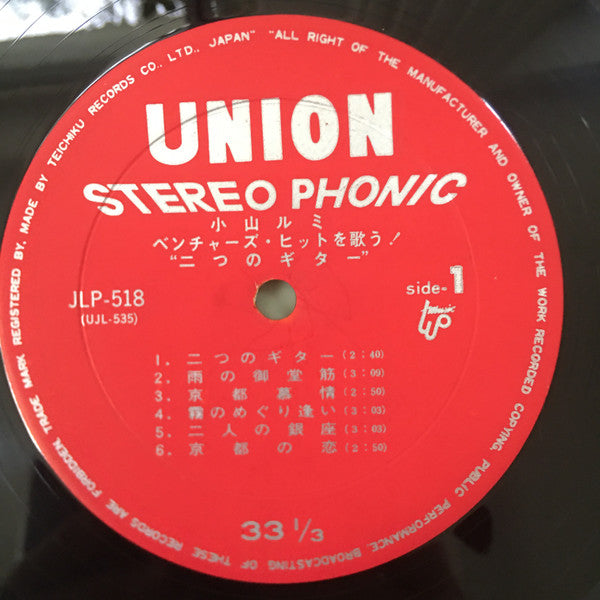 TRADE MARK REGISTERED BY. MADE BY TEICHIKU RECORDS CO., LTD., JAPAN" "ALL RIGHT OF THE MANUFACTURER AND OWNER OF THE WORK RECORDED COPYING PUBLIC PERFORMANCE, BROADCASTING OF THESE RECORDS ARE FORBIDDEN.
UNION
STEREO PHONIC
小山ルミ
ベンチャーズ・ヒットを歌う!
"二つのギター"
JLP-518
(UJL-535)
side-1
music UP
1. 二つのギター (2:40)
2. 雨の御堂筋 (3:09)
3. 京都慕情 (2:50)
4. 霧のめぐり逢い (3:03)
5. 二人の銀座 (3:03)
6. 京都の恋 (2:50)
33 1/3